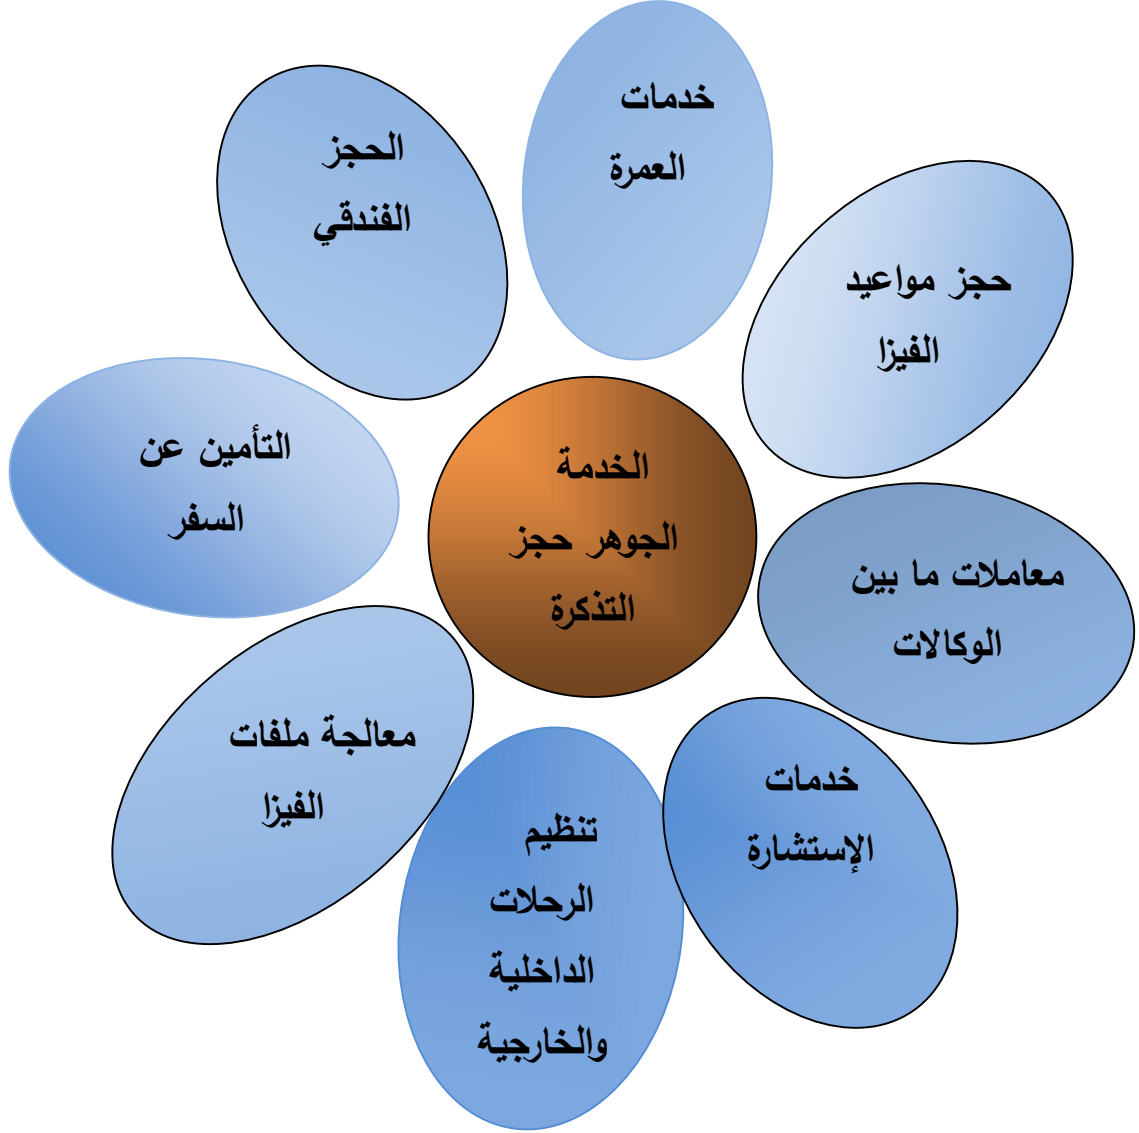 خدمات
العمرة
الحجز
الفندقي
حجز مواعيد
الفيزا
التأمين عن
السفر
الخدمة
الجوهر حجز
التذكرة
معاملات ما بين
الوكالات
معالجة ملفات
الفيزا
خدمات
الإستشارة
تنظيم
الرحلات
الداخلية
والخارجية